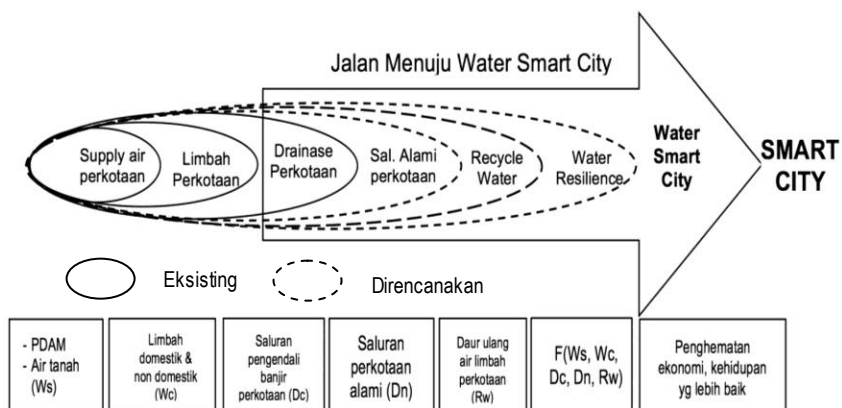 Jalan Menuju Water Smart City
Supply air
perkotaan
Limbah
Perkotaan
Drainase
Perkotaan
Sal. Alami
perkotaan
Recycle
Water
Water
Resilience
Water
Smart
City
SMART
CITY
Eksisting
Direncanakan
- PDAM
- Air tanah
(Ws)
Limbah
domestik &
non domestik
(Wc)
Saluran
pengendali
banjir
perkotaan (Dc)
Saluran
perkotaan
alami (Dn)
Daur ulang
air limbah
perkotaan
(Rw)
F(Ws, Wc,
Dc, Dn, Rw)
Penghematan
ekonomi, kehidupan
yg lebih baik